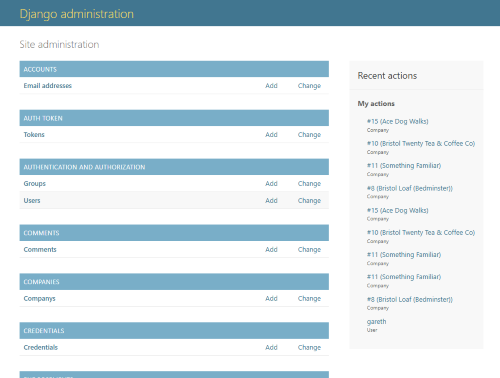 Django administration
Site administration
ACCOUNTS
Email addresses Add Change
AUTH TOKEN
Tokens Add Change
AUTHENTICATION AND AUTHORIZATION
Groups Add Change
Users Add Change
COMMENTS
Comments Add Change
COMPANIES
Companys Add Change
CREDENTIALS
Credentials Add Change
Recent actions
My actions
#15 (Ace Dog Walks)
Company
#10 (Bristol Twenty Tea & Coffee Co)
Company
#11 (Something Familiar)
Company
#8 (Bristol Loaf (Bedminster))
Company
#15 (Ace Dog Walks)
Company
#10 (Bristol Twenty Tea & Coffee Co)
Company
#11 (Something Familiar)
Company
#11 (Something Familiar)
Company
#8 (Bristol Loaf (Bedminster))
Company
gareth
User